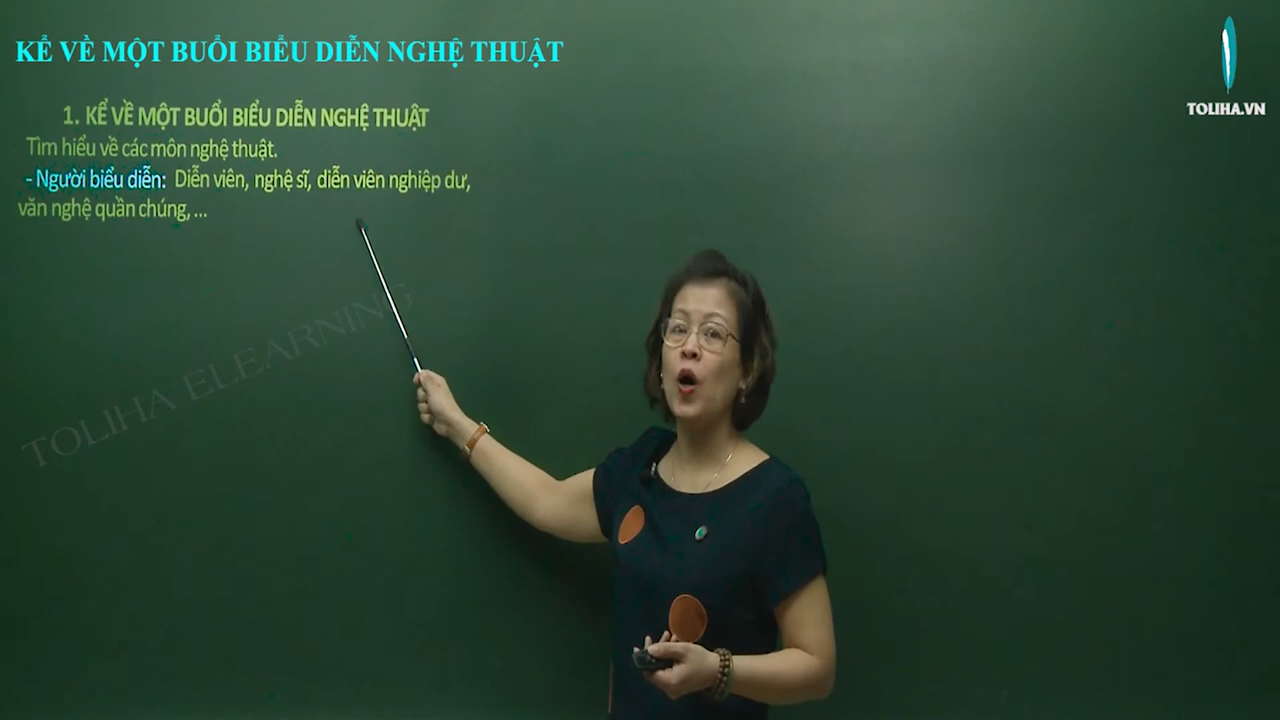 KỂ VỀ MỘT BUỔI BIỂU DIỄN NGHỆ THUẬT
TOLIHA.VN
1. KỂ VỀ MỘT BUỔI BIỂU DIỄN NGHỆ THUẬT
Tìm hiểu về các môn nghệ thuật.
- Người biểu diễn: Diễn viên, nghệ sĩ, diễn viên nghiệp dư,
văn nghệ quần chúng, ...
TOLIHA ELEARNING